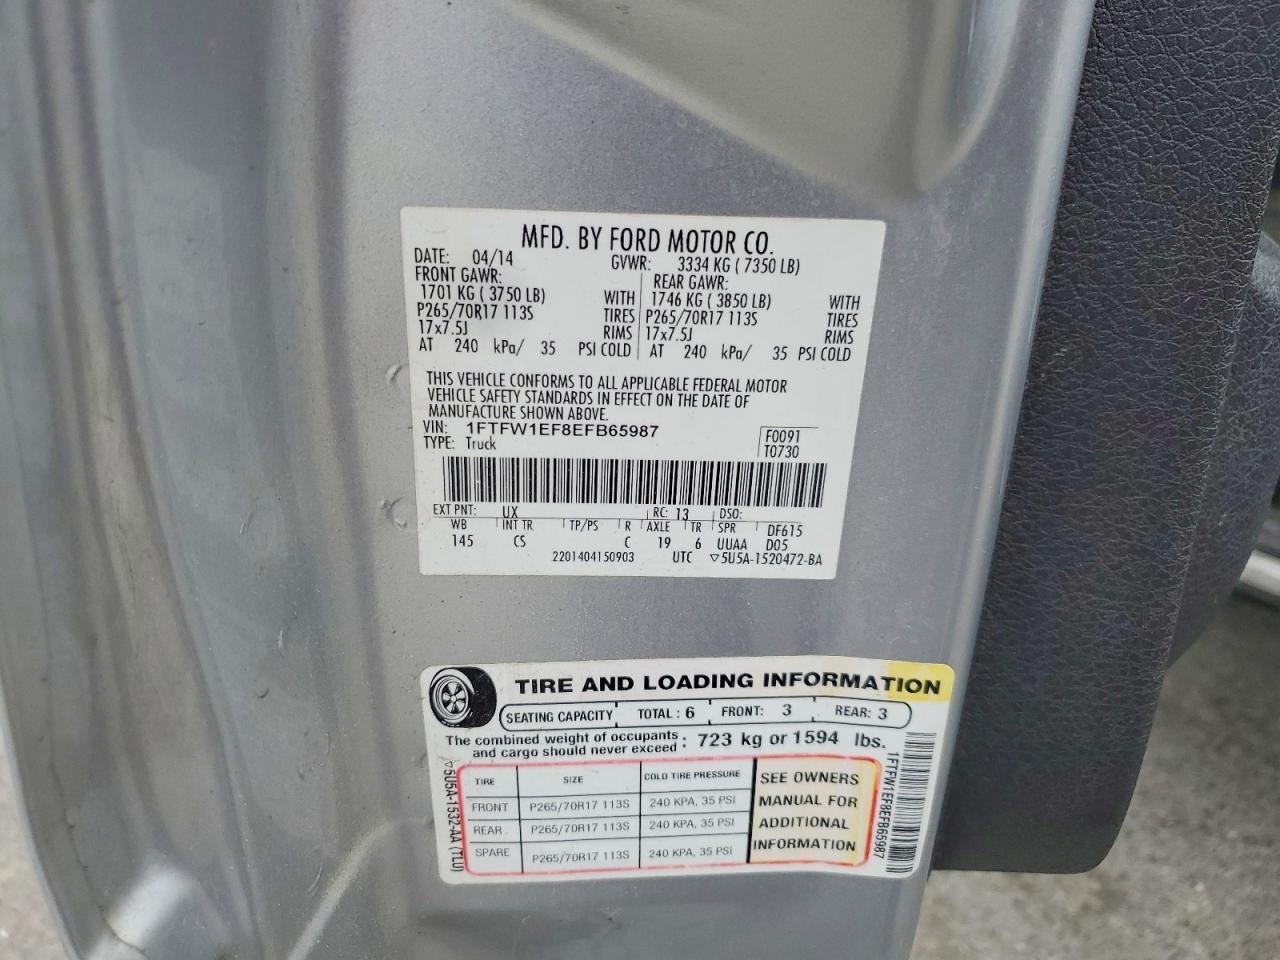 MFD. BY FORD MOTOR CO.
DATE: 04/14 GVWR: 3334 KG ( 7350 LB)
FRONT GAWR: REAR GAWR:
1701 KG ( 3750 LB) WITH 1746 KG ( 3850 LB) WITH
P265/70R17 113S TIRES P265/70R17 113S TIRES
17x7.5J RIMS 17x7.5J RIMS
AT 240 kPa/ 35 PSI COLD AT 240 kPa/ 35 PSI COLD
THIS VEHICLE CONFORMS TO ALL APPLICABLE FEDERAL MOTOR
VEHICLE SAFETY STANDARDS IN EFFECT ON THE DATE OF
MANUFACTURE SHOWN ABOVE.
VIN: 1FTFW1EF8EFB65987 F0091
TYPE: Truck T0730
EXT PNT: UX RC: 13 DSO:
WB INT TR TP/PS R AXLE TR SPR DF615
145 CS C 19 6 UUAA D05
2201404150903 UTC ▽5U5A-1520472-BA
TIRE AND LOADING INFORMATION
SEATING CAPACITY TOTAL : 6 FRONT: 3 REAR: 3
The combined weight of occupants and cargo should never exceed : 723 kg or 1594 lbs.
TIRE SIZE COLD TIRE PRESSURE
FRONT P265/70R17 113S 240 KPA, 35 PSI
REAR P265/70R17 113S 240 KPA, 35 PSI
SPARE P265/70R17 113S 240 KPA, 35 PSI
SEE OWNERS
MANUAL FOR
ADDITIONAL
INFORMATION
▽5U5A-1532-AA (TLU)
1FTFW1EF8EFB65987